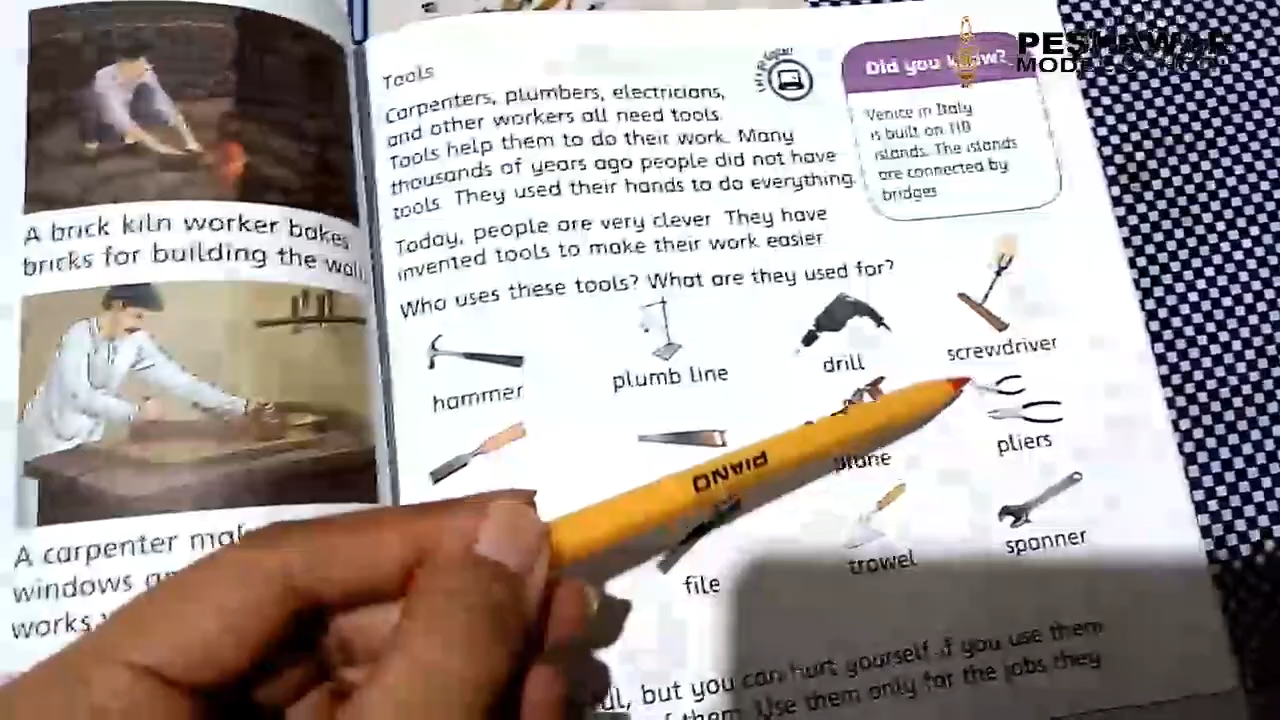 A brick kiln worker bakes
bricks for building the wall
A carpenter
windows
works
Tools
Carpenters, plumbers, electricians,
and other workers all need tools.
Tools help them to do their work. Many
thousands of years ago people did not have
tools. They used their hands to do everything.
Today, people are very clever. They have
invented tools to make their work easier.
Who uses these tools? What are they used for?
hammer
plumb line
drill
screwdriver
pliers
file
trowel
spanner
but you can hurt yourself if you use them
them. Use them only for the jobs they
Did you know?
Venice in Italy
is built on 118
islands. The islands
are connected by
bridges
PIANO
PESHAWAR
MODEL